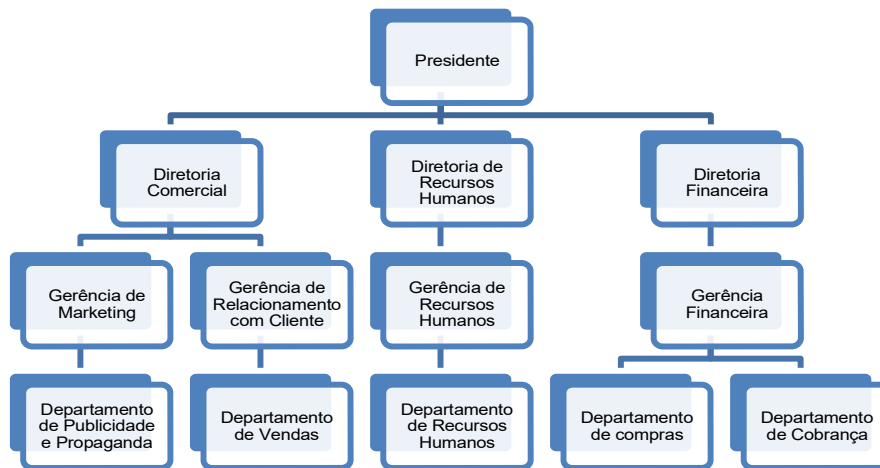 Presidente
Diretoria
Comercial
Diretoria de
Recursos
Humanos
Diretoria
Financeira
Gerência de
Marketing
Gerência de
Relacionamento
com Cliente
Gerência de
Recursos
Humanos
Gerência
Financeira
Departamento
de Publicidade
e Propaganda
Departamento
de Vendas
Departamento
de Recursos
Humanos
Departamento
de compras
Departamento
de Cobrança